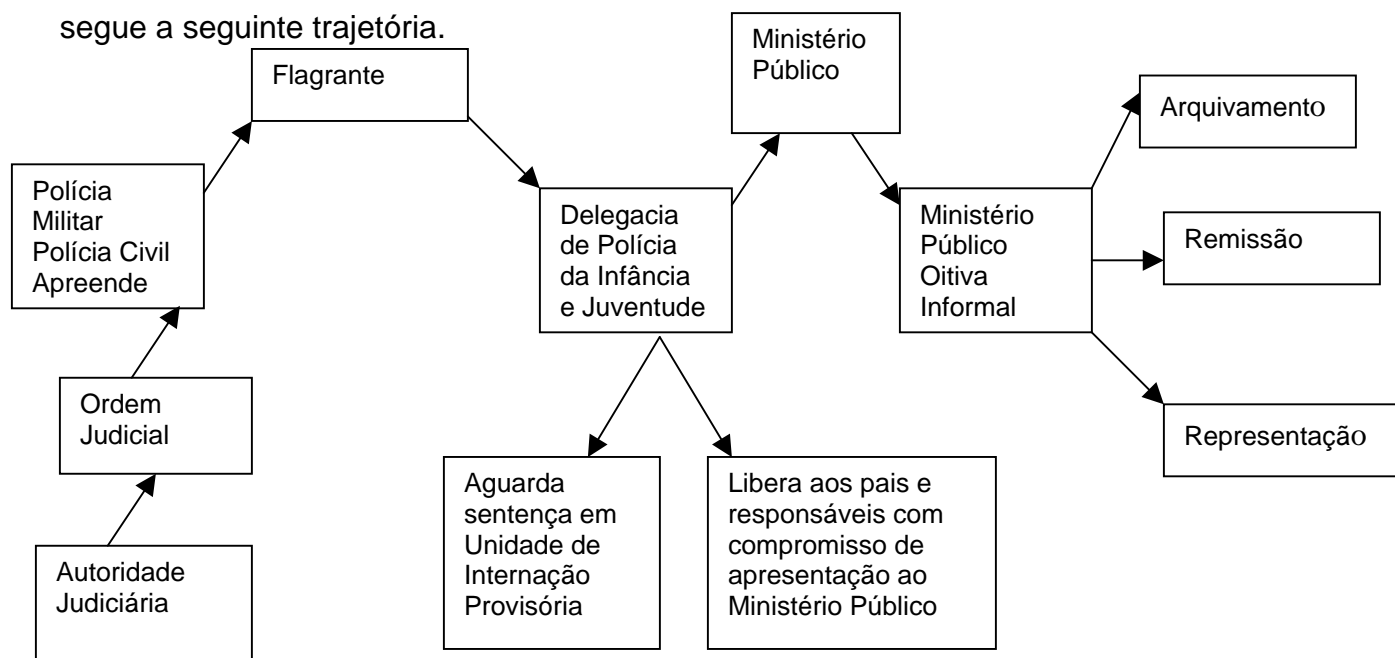 segue a seguinte trajetória.
Flagrante
Ministério
Público
Arquivamento
Polícia
Militar
Polícia Civil
Apreende
Delegacia
de Polícia
da Infância
e Juventude
Ministério
Público
Oitiva
Informal
Remissão
Ordem
Judicial
Representação
Aguarda
sentença em
Unidade de
Internação
Provisória
Libera aos pais e
responsáveis com
compromisso de
apresentação ao
Ministério Público
Autoridade
Judiciária